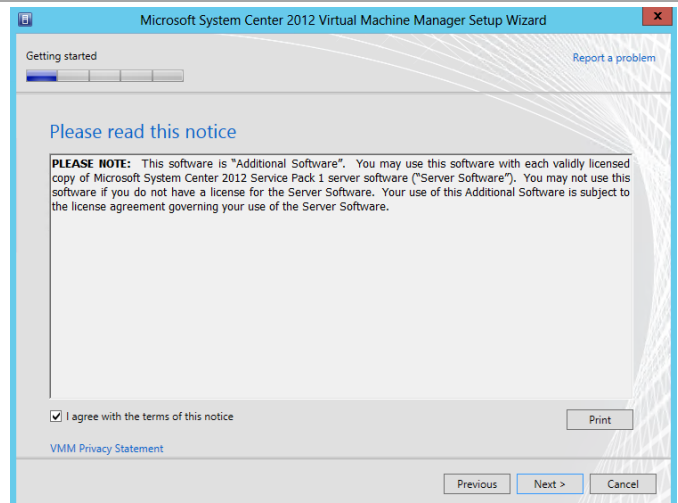 Microsoft System Center 2012 Virtual Machine Manager Setup Wizard
x
Getting started
Report a problem
Please read this notice
PLEASE NOTE: This software is "Additional Software". You may use this software with each validly licensed
copy of Microsoft System Center 2012 Service Pack 1 server software ("Server Software"). You may not use this
software if you do not have a license for the Server Software. Your use of this Additional Software is subject to
the license agreement governing your use of the Server Software.
I agree with the terms of this notice
Print
VMM Privacy Statement
Previous
Next >
Cancel